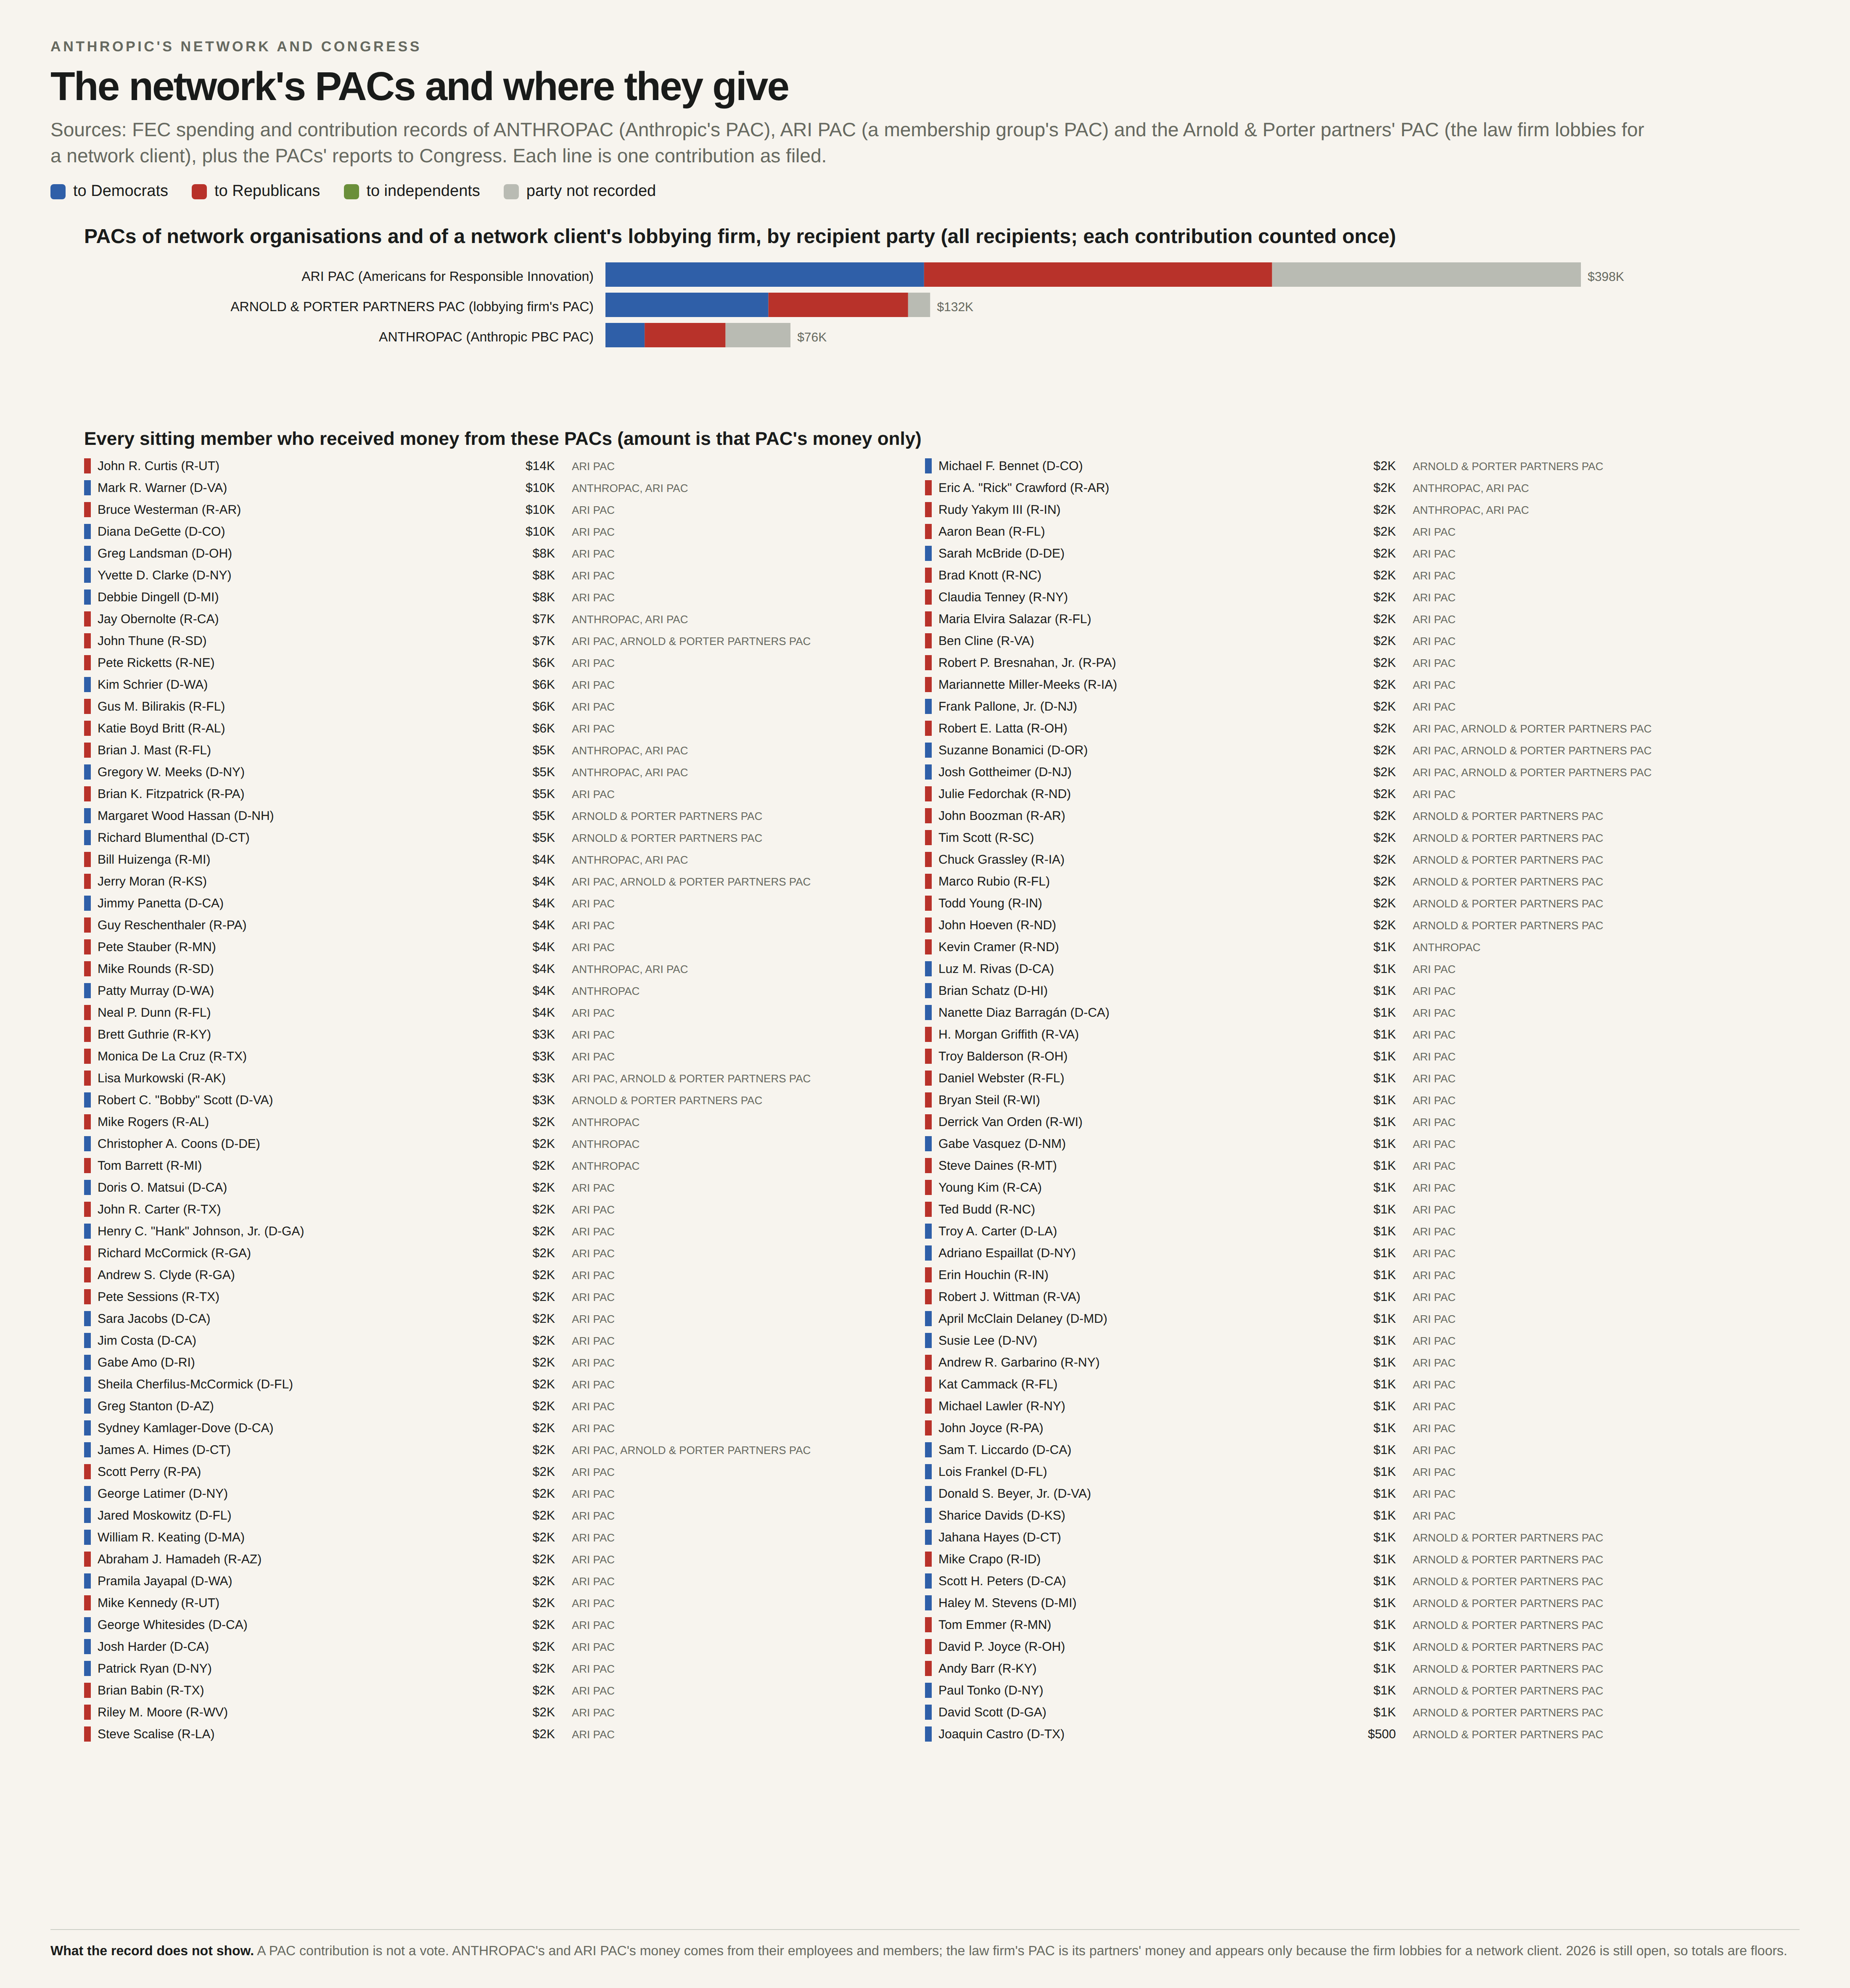 ANTHROPIC'S NETWORK AND CONGRESS
The network's PACs and where they give
Sources: FEC spending and contribution records of ANTHROPAC (Anthropic's PAC), ARI PAC (a membership group's PAC) and the Arnold & Porter partners' PAC (the law firm lobbies for
a network client), plus the PACs' reports to Congress. Each line is one contribution as filed.
to Democrats to Republicans to independents party not recorded
PACs of network organisations and of a network client's lobbying firm, by recipient party (all recipients; each contribution counted once)
ARI PAC (Americans for Responsible Innovation) $398K
ARNOLD & PORTER PARTNERS PAC (lobbying firm's PAC) $132K
ANTHROPAC (Anthropic PBC PAC) $76K
Every sitting member who received money from these PACs (amount is that PAC's money only)
John R. Curtis (R-UT) $14K ARI PAC
Mark R. Warner (D-VA) $10K ANTHROPAC, ARI PAC
Bruce Westerman (R-AR) $10K ARI PAC
Diana DeGette (D-CO) $10K ARI PAC
Greg Landsman (D-OH) $8K ARI PAC
Yvette D. Clarke (D-NY) $8K ARI PAC
Debbie Dingell (D-MI) $8K ARI PAC
Jay Obernolte (R-CA) $7K ANTHROPAC, ARI PAC
John Thune (R-SD) $7K ARI PAC, ARNOLD & PORTER PARTNERS PAC
Pete Ricketts (R-NE) $6K ARI PAC
Kim Schrier (D-WA) $6K ARI PAC
Gus M. Bilirakis (R-FL) $6K ARI PAC
Katie Boyd Britt (R-AL) $6K ARI PAC
Brian J. Mast (R-FL) $5K ANTHROPAC, ARI PAC
Gregory W. Meeks (D-NY) $5K ANTHROPAC, ARI PAC
Brian K. Fitzpatrick (R-PA) $5K ARI PAC
Margaret Wood Hassan (D-NH) $5K ARNOLD & PORTER PARTNERS PAC
Richard Blumenthal (D-CT) $5K ARNOLD & PORTER PARTNERS PAC
Bill Huizenga (R-MI) $4K ANTHROPAC, ARI PAC
Jerry Moran (R-KS) $4K ARI PAC, ARNOLD & PORTER PARTNERS PAC
Jimmy Panetta (D-CA) $4K ARI PAC
Guy Reschenthaler (R-PA) $4K ARI PAC
Pete Stauber (R-MN) $4K ARI PAC
Mike Rounds (R-SD) $4K ANTHROPAC, ARI PAC
Patty Murray (D-WA) $4K ANTHROPAC
Neal P. Dunn (R-FL) $4K ARI PAC
Brett Guthrie (R-KY) $3K ARI PAC
Monica De La Cruz (R-TX) $3K ARI PAC
Lisa Murkowski (R-AK) $3K ARI PAC, ARNOLD & PORTER PARTNERS PAC
Robert C. "Bobby" Scott (D-VA) $3K ARNOLD & PORTER PARTNERS PAC
Mike Rogers (R-AL) $2K ANTHROPAC
Christopher A. Coons (D-DE) $2K ANTHROPAC
Tom Barrett (R-MI) $2K ANTHROPAC
Doris O. Matsui (D-CA) $2K ARI PAC
John R. Carter (R-TX) $2K ARI PAC
Henry C. "Hank" Johnson, Jr. (D-GA) $2K ARI PAC
Richard McCormick (R-GA) $2K ARI PAC
Andrew S. Clyde (R-GA) $2K ARI PAC
Pete Sessions (R-TX) $2K ARI PAC
Sara Jacobs (D-CA) $2K ARI PAC
Jim Costa (D-CA) $2K ARI PAC
Gabe Amo (D-RI) $2K ARI PAC
Sheila Cherfilus-McCormick (D-FL) $2K ARI PAC
Greg Stanton (D-AZ) $2K ARI PAC
Sydney Kamlager-Dove (D-CA) $2K ARI PAC
James A. Himes (D-CT) $2K ARI PAC, ARNOLD & PORTER PARTNERS PAC
Scott Perry (R-PA) $2K ARI PAC
George Latimer (D-NY) $2K ARI PAC
Jared Moskowitz (D-FL) $2K ARI PAC
William R. Keating (D-MA) $2K ARI PAC
Abraham J. Hamadeh (R-AZ) $2K ARI PAC
Pramila Jayapal (D-WA) $2K ARI PAC
Mike Kennedy (R-UT) $2K ARI PAC
George Whitesides (D-CA) $2K ARI PAC
Josh Harder (D-CA) $2K ARI PAC
Patrick Ryan (D-NY) $2K ARI PAC
Brian Babin (R-TX) $2K ARI PAC
Riley M. Moore (R-WV) $2K ARI PAC
Steve Scalise (R-LA) $2K ARI PAC
Michael F. Bennet (D-CO) $2K ARNOLD & PORTER PARTNERS PAC
Eric A. "Rick" Crawford (R-AR) $2K ANTHROPAC, ARI PAC
Rudy Yakym III (R-IN) $2K ANTHROPAC, ARI PAC
Aaron Bean (R-FL) $2K ARI PAC
Sarah McBride (D-DE) $2K ARI PAC
Brad Knott (R-NC) $2K ARI PAC
Claudia Tenney (R-NY) $2K ARI PAC
Maria Elvira Salazar (R-FL) $2K ARI PAC
Ben Cline (R-VA) $2K ARI PAC
Robert P. Bresnahan, Jr. (R-PA) $2K ARI PAC
Mariannette Miller-Meeks (R-IA) $2K ARI PAC
Frank Pallone, Jr. (D-NJ) $2K ARI PAC
Robert E. Latta (R-OH) $2K ARI PAC, ARNOLD & PORTER PARTNERS PAC
Suzanne Bonamici (D-OR) $2K ARI PAC, ARNOLD & PORTER PARTNERS PAC
Josh Gottheimer (D-NJ) $2K ARI PAC, ARNOLD & PORTER PARTNERS PAC
Julie Fedorchak (R-ND) $2K ARI PAC
John Boozman (R-AR) $2K ARNOLD & PORTER PARTNERS PAC
Tim Scott (R-SC) $2K ARNOLD & PORTER PARTNERS PAC
Chuck Grassley (R-IA) $2K ARNOLD & PORTER PARTNERS PAC
Marco Rubio (R-FL) $2K ARNOLD & PORTER PARTNERS PAC
Todd Young (R-IN) $2K ARNOLD & PORTER PARTNERS PAC
John Hoeven (R-ND) $2K ARNOLD & PORTER PARTNERS PAC
Kevin Cramer (R-ND) $1K ANTHROPAC
Luz M. Rivas (D-CA) $1K ARI PAC
Brian Schatz (D-HI) $1K ARI PAC
Nanette Diaz Barragán (D-CA) $1K ARI PAC
H. Morgan Griffith (R-VA) $1K ARI PAC
Troy Balderson (R-OH) $1K ARI PAC
Daniel Webster (R-FL) $1K ARI PAC
Bryan Steil (R-WI) $1K ARI PAC
Derrick Van Orden (R-WI) $1K ARI PAC
Gabe Vasquez (D-NM) $1K ARI PAC
Steve Daines (R-MT) $1K ARI PAC
Young Kim (R-CA) $1K ARI PAC
Ted Budd (R-NC) $1K ARI PAC
Troy A. Carter (D-LA) $1K ARI PAC
Adriano Espaillat (D-NY) $1K ARI PAC
Erin Houchin (R-IN) $1K ARI PAC
Robert J. Wittman (R-VA) $1K ARI PAC
April McClain Delaney (D-MD) $1K ARI PAC
Susie Lee (D-NV) $1K ARI PAC
Andrew R. Garbarino (R-NY) $1K ARI PAC
Kat Cammack (R-FL) $1K ARI PAC
Michael Lawler (R-NY) $1K ARI PAC
John Joyce (R-PA) $1K ARI PAC
Sam T. Liccardo (D-CA) $1K ARI PAC
Lois Frankel (D-FL) $1K ARI PAC
Donald S. Beyer, Jr. (D-VA) $1K ARI PAC
Sharice Davids (D-KS) $1K ARI PAC
Jahana Hayes (D-CT) $1K ARNOLD & PORTER PARTNERS PAC
Mike Crapo (R-ID) $1K ARNOLD & PORTER PARTNERS PAC
Scott H. Peters (D-CA) $1K ARNOLD & PORTER PARTNERS PAC
Haley M. Stevens (D-MI) $1K ARNOLD & PORTER PARTNERS PAC
Tom Emmer (R-MN) $1K ARNOLD & PORTER PARTNERS PAC
David P. Joyce (R-OH) $1K ARNOLD & PORTER PARTNERS PAC
Andy Barr (R-KY) $1K ARNOLD & PORTER PARTNERS PAC
Paul Tonko (D-NY) $1K ARNOLD & PORTER PARTNERS PAC
David Scott (D-GA) $1K ARNOLD & PORTER PARTNERS PAC
Joaquin Castro (D-TX) $500 ARNOLD & PORTER PARTNERS PAC
What the record does not show. A PAC contribution is not a vote. ANTHROPAC's and ARI PAC's money comes from their employees and members; the law firm's PAC is its partners' money and appears only because the firm lobbies for a network client. 2026 is still open, so totals are floors.